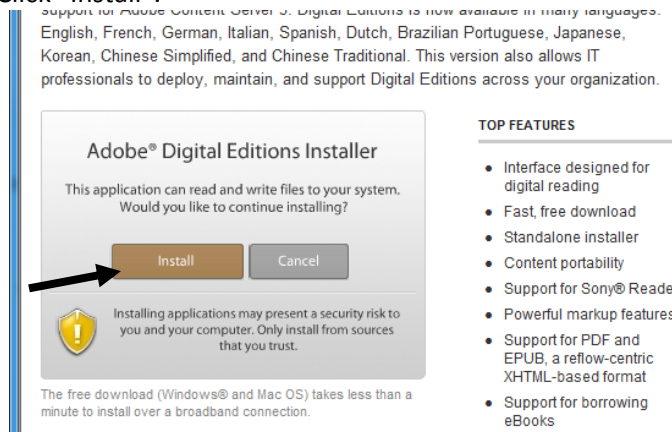 Click "Install".
support for Adobe Content Server 5. Digital Editions is now available in many languages:
English, French, German, Italian, Spanish, Dutch, Brazilian Portuguese, Japanese,
Korean, Chinese Simplified, and Chinese Traditional. This version also allows IT
professionals to deploy, maintain, and support Digital Editions across your organization.
Adobe® Digital Editions Installer
This application can read and write files to your system.
Would you like to continue installing?
Install
Cancel
Installing applications may present a security risk to
you and your computer. Only install from sources
that you trust.
The free download (Windows® and Mac OS) takes less than a
minute to install over a broadband connection.
TOP FEATURES
• Interface designed for
digital reading
• Fast, free download
• Standalone installer
• Content portability
• Support for Sony® Reade
• Powerful markup features
• Support for PDF and
EPUB, a reflow-centric
XHTML-based format
• Support for borrowing
eBooks